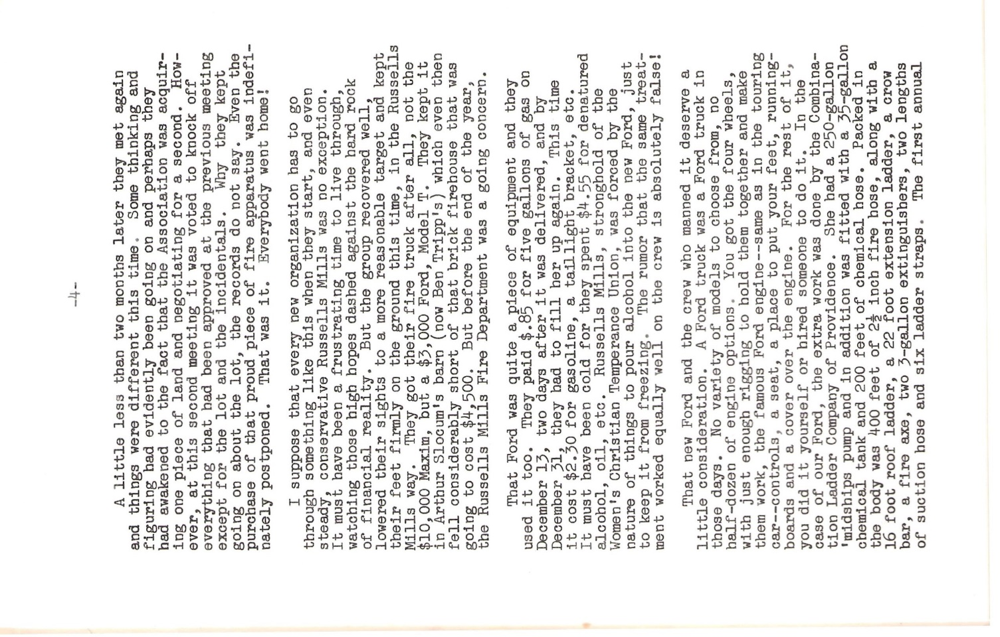 -4-
A little less than two months later they met again
and things were different this time. Some thinking and
figuring had evidently been going on and perhaps they
had awakened to the fact that the Association was acquir-
ing one piece of land and negotiating for a second. How-
ever, at this second meeting it was voted to knock off
everything that had been approved at the previous meeting
except for the lot and the incidentals. Why they kept
going on about the lot, the records do not say. Even the
purchase of that proud piece of fire apparatus was indefi-
nately postponed. That was it. Everybody went home!
I suppose that every new organization has to go
through something like this when they start, and even
steady, conservative Russells Mills was no exception.
It must have been a frustrating time to live through,
watching those high hopes dashed against the hard rock
of financial reality. But the group recovered well,
lowered their sights to a more reasonable target and kept
their feet firmly on the ground this time, in the Russells
Mills way. They got their fire truck after all, not the
$10,000 Maxim, but a $3,000 Ford, Model T. They kept it
in Arthur Slocum's barn (now Ben Tripp's) which even then
fell considerably short of that brick firehouse that was
going to cost $4,500. But before the end of the year,
the Russells Mills Fire Department was a going concern.
That Ford was quite a piece of equipment and they
used it too. They paid $.85 for five gallons of gas on
December 13, two days after it was delivered, and by
December 31, they had to fill her up again. This time
it cost $2.30 for gasoline, a taillight bracket, etc.
It must have been cold for they spent $4.55 for denatured
alcohol, oil, etc. Russells Mills, stronghold of the
Women's Christian Temperance Union, was forced by the
nature of things to pour alcohol into the new Ford, just
to keep it from freezing. The rumor that the same treat-
ment worked equally well on the crew is absolutely false!
That new Ford and the crew who manned it deserve a
little consideration. A Ford truck was a Ford truck in
those days. No variety of models to choose from, no
half-dozen of engine options. You got the four wheels,
with just enough rigging to hold them together and make
them work, the famous Ford engine--same as in the touring
car--controls, a seat, a place to put your feet, running-
boards and a cover over the engine. For the rest of it,
you did it yourself or hired someone to do it. In the
case of our Ford, the extra work was done by the Combina-
tion Ladder Company of Providence. She had a 250-gallon
'midships pump and in addition was fitted with a 35-gallon
chemical tank and 200 feet of chemical hose. Packed in
the body was 400 feet of 2½ inch fire hose, along with a
16 foot roof ladder, a 22 foot extension ladder, a crow
bar, a fire axe, two 3-gallon extinguishers, two lengths
of suction hose and six ladder straps. The first annual